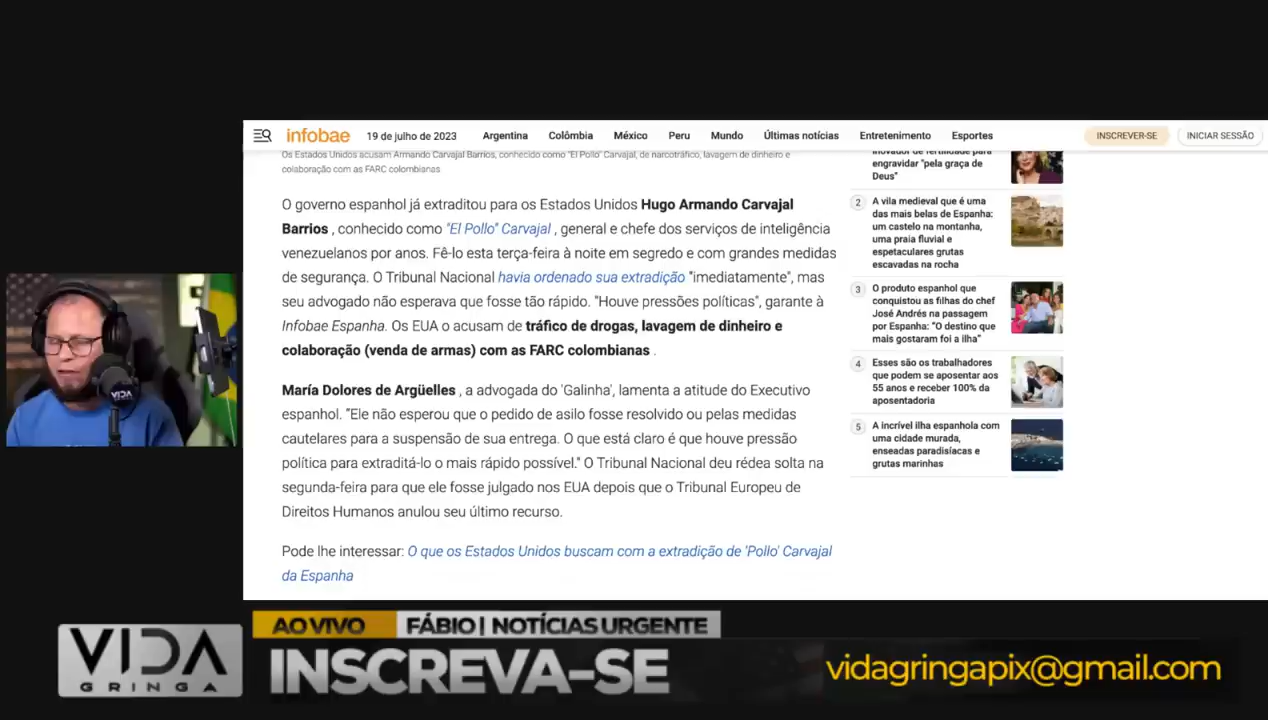 infobae
19 de julho de 2023
Argentina
Colômbia
México
Peru
Mundo
Últimas notícias
Entretenimento
Esportes
INSCREVER-SE
INICIAR SESSÃO
Os Estados Unidos acusam Armando Carvajal Barrios, conhecido como "El Pollo' Carvajal, de narcotráfico, lavagem de dinheiro e
colaboração com as FARC colombianas
O governo espanhol já extraditou para os Estados Unidos Hugo Armando Carvajal
Barrios , conhecido como "El Pollo" Carvajal , general e chefe dos serviços de inteligência
venezuelanos por anos. Fê-lo esta terça-feira à noite em segredo e com grandes medidas
de segurança. O Tribunal Nacional havia ordenado sua extradição "imediatamente", mas
seu advogado não esperava que fosse tão rápido. "Houve pressões políticas", garante à
Infobae Espanha. Os EUA o acusam de tráfico de drogas, lavagem de dinheiro e
colaboração (venda de armas) com as FARC colombianas .
María Dolores de Argüelles , a advogada do 'Galinha', lamenta a atitude do Executivo
espanhol. "Ele não esperou que o pedido de asilo fosse resolvido ou pelas medidas
cautelares para a suspensão de sua entrega. O que está claro é que houve pressão
política para extraditá-lo o mais rápido possível." O Tribunal Nacional deu rédea solta na
segunda-feira para que ele fosse julgado nos EUA depois que o Tribunal Europeu de
Direitos Humanos anulou seu último recurso.
Pode lhe interessar: O que os Estados Unidos buscam com a extradição de 'Pollo' Carvajal
da Espanha
inovador de fertilidade para
engravidar "pela graça de
Deus"
2
A vila medieval que é uma
das mais belas de Espanha:
um castelo na montanha,
uma praia fluvial e
espetaculares grutas
escavadas na rocha
3
O produto espanhol que
conquistou as filhas do chef
José Andrés na passagem
por Espanha: "O destino que
mais gostaram foi a ilha"
4
Esses são os trabalhadores
que podem se aposentar aos
55 anos e receber 100% da
aposentadoria
5
A incrível ilha espanhola com
uma cidade murada,
enseadas paradisíacas e
grutas marinhas
VIDA
VIDA
GRINGA
AO VIVO
FÁBIO | NOTÍCIAS URGENTE
INSCREVA-SE
vidagringapix@gmail.com